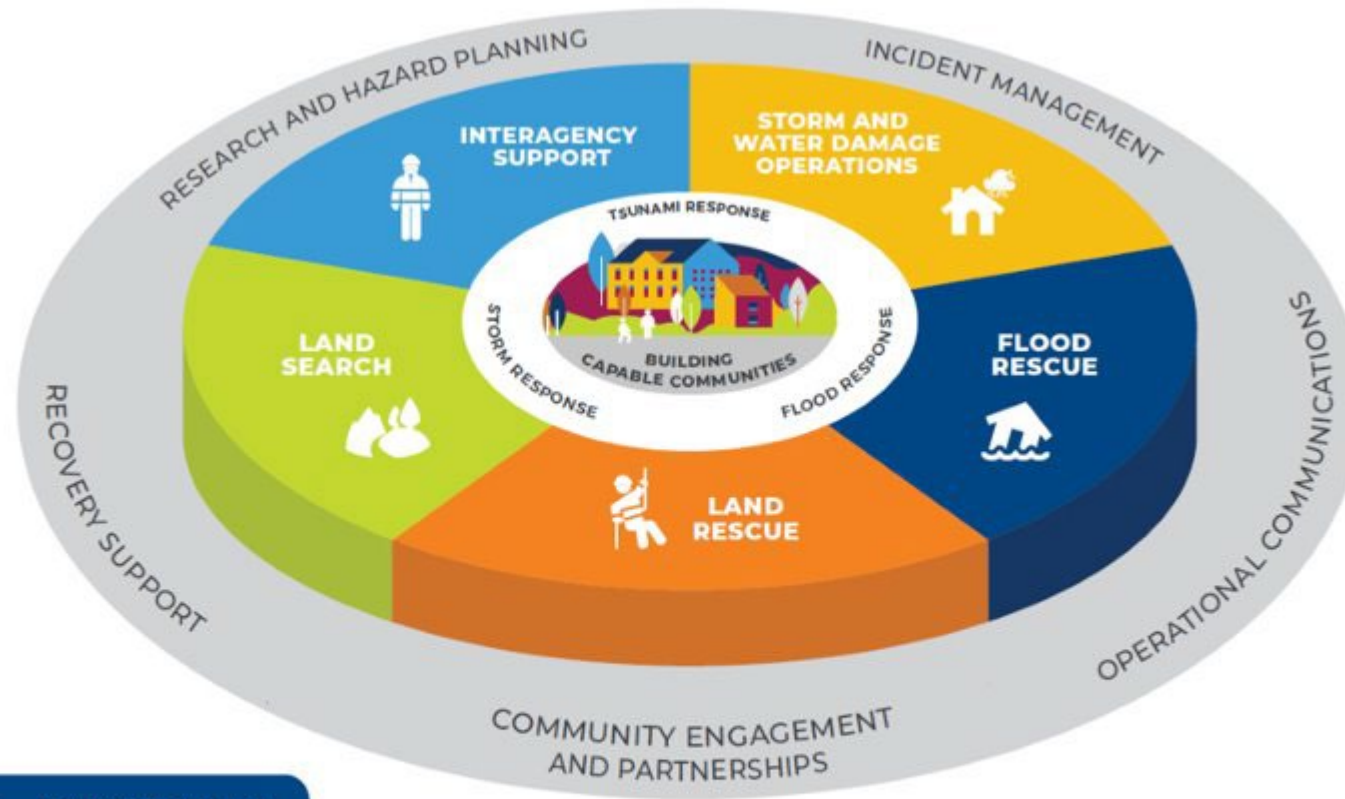 RESEARCH AND HAZARD PLANNING
INCIDENT MANAGEMENT
INTERAGENCY
SUPPORT
STORM AND
WATER DAMAGE
OPERATIONS
TSUNAMI RESPONSE
LAND
SEARCH
STORM RESPONSE
BUILDING
CAPABLE COMMUNITIES
FLOOD RESPONSE
FLOOD
RESCUE
LAND
RESCUE
RECOVERY SUPPORT
OPERATIONAL COMMUNICATIONS
COMMUNITY ENGAGEMENT
AND PARTNERSHIPS